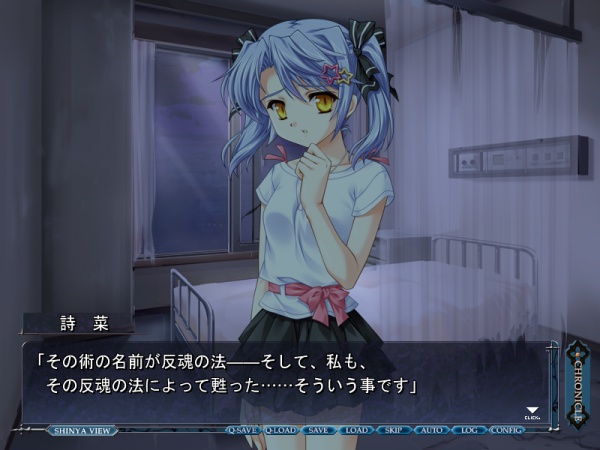 詩菜
「その術の名前が反魂の法――そして、私も、
その反魂の法によって甦った……そういう事です」
CLICK
CHRONICLE
SHINYA VIEW
Q-SAVE Q-LOAD SAVE LOAD SKIP AUTO LOG CONFIG